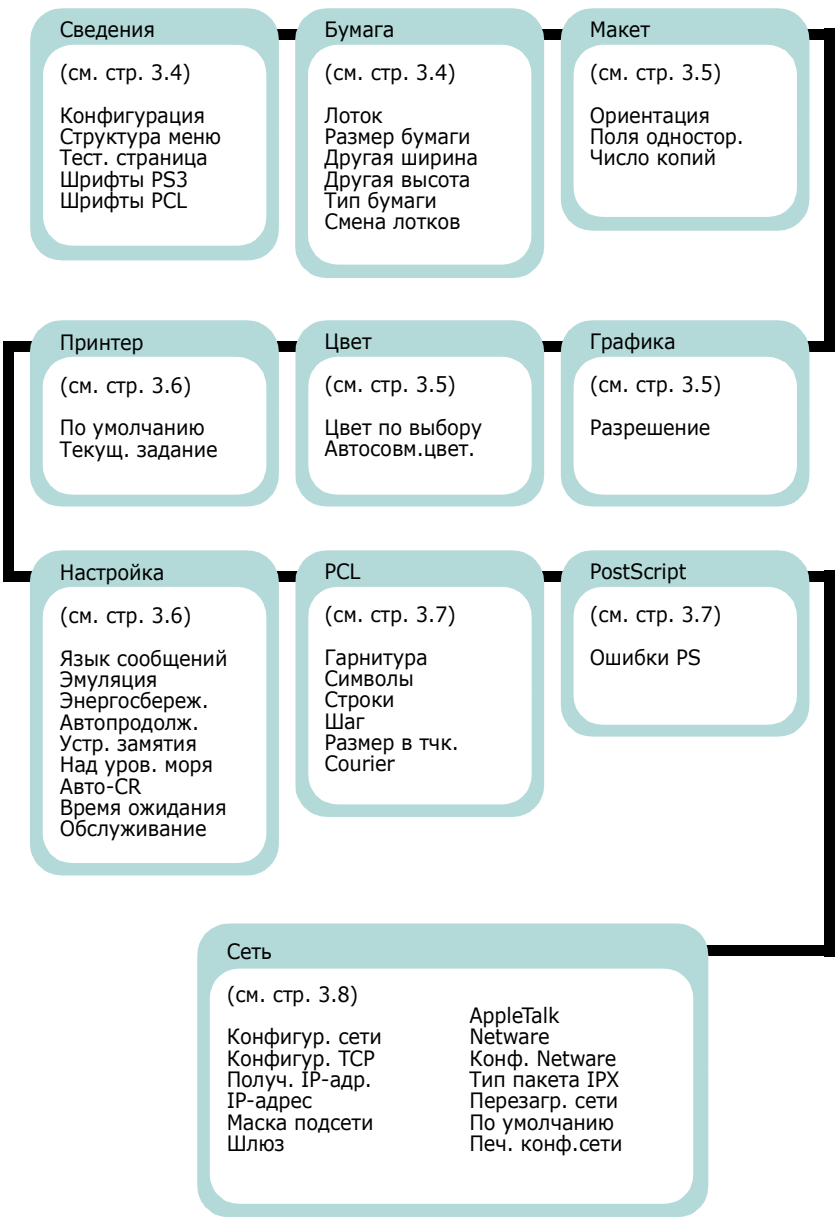 Сведения
(см. стр. 3.4)
Конфигурация
Структура меню
Тест. страница
Шрифты PS3
Шрифты PCL
Бумага
(см. стр. 3.4)
Лоток
Размер бумаги
Другая ширина
Другая высота
Тип бумаги
Смена лотков
Макет
(см. стр. 3.5)
Ориентация
Поля одностор.
Число копий
Принтер
(см. стр. 3.6)
По умолчанию
Текущ. задание
Цвет
(см. стр. 3.5)
Цвет по выбору
Автосовм.цвет.
Графика
(см. стр. 3.5)
Разрешение
Настройка
(см. стр. 3.6)
Язык сообщений
Эмуляция
Энергосбереж.
Автопродолж.
Устр. замятия
Над уров. моря
Авто-CR
Время ожидания
Обслуживание
PCL
(см. стр. 3.7)
Гарнитура
Символы
Строки
Шаг
Размер в тчк.
Courier
PostScript
(см. стр. 3.7)
Ошибки PS
Сеть
(см. стр. 3.8)
Конфигур. сети
Конфигур. TCP
Получ. IP-адр.
IP-адрес
Маска подсети
Шлюз
AppleTalk
Netware
Конф. Netware
Тип пакета IPX
Перезагр. сети
По умолчанию
Печ. конф.сети